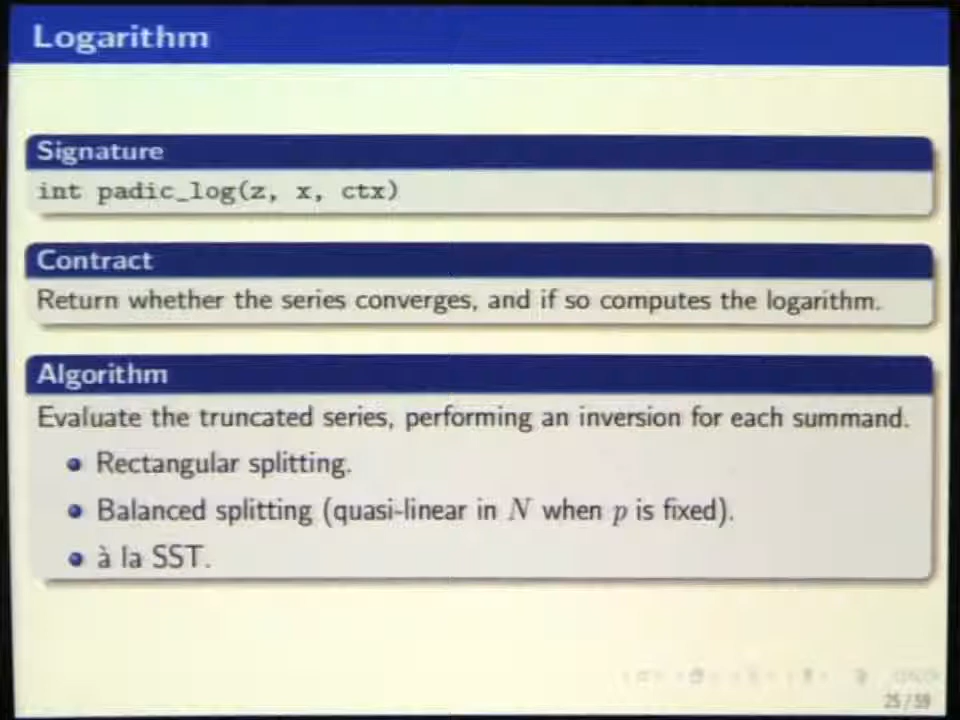 Logarithm
Signature
int padic_log(z, x, ctx)
Contract
Return whether the series converges, and if so computes the logarithm.
Algorithm
Evaluate the truncated series, performing an inversion for each summand.
Rectangular splitting.
Balanced splitting (quasi-linear in N when p is fixed).
à la SST.
25 / 59